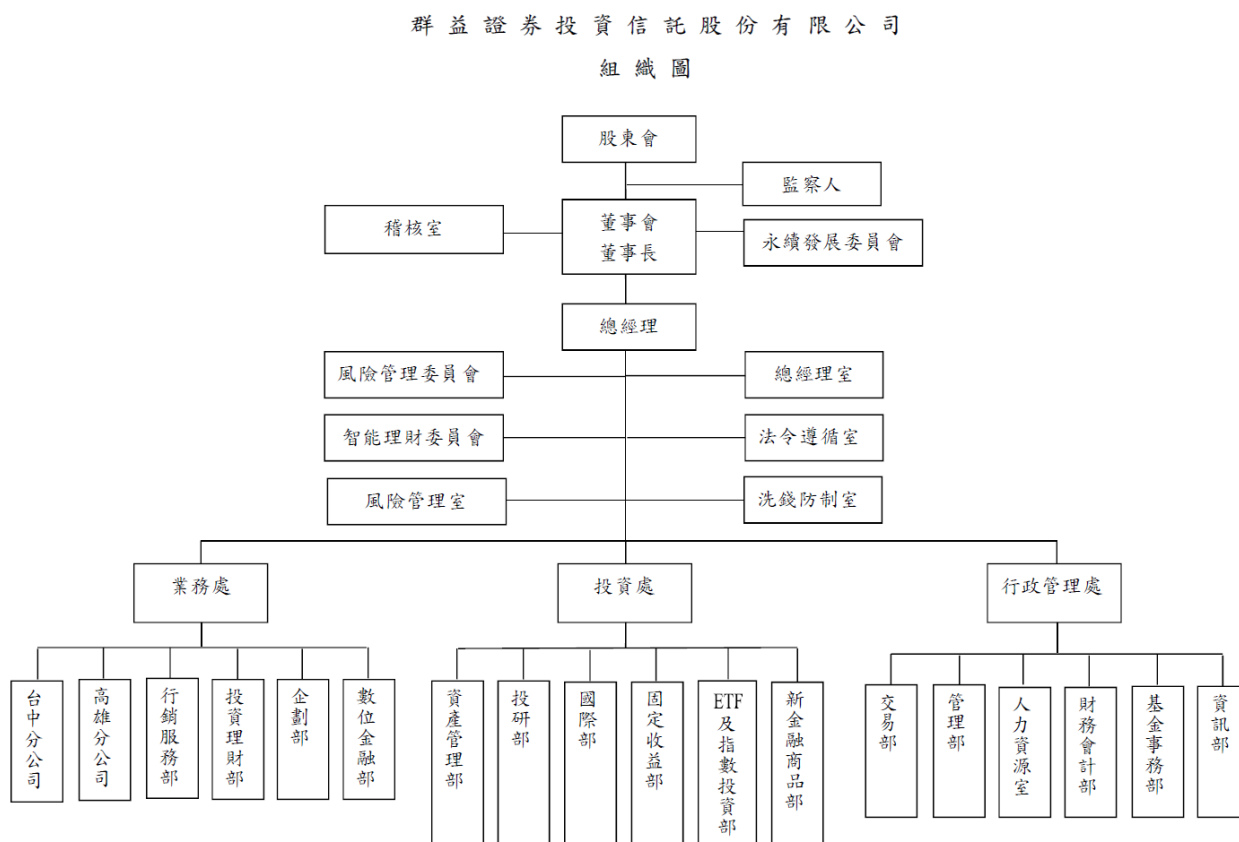 群益證券投資信託股份有限公司
組織圖
股東會
監察人
稽核室
董事會
董事長
永續發展委員會
總經理
風險管理委員會
總經理室
智能理財委員會
法令遵循室
風險管理室
洗錢防制室
業務處
投資處
行政管理處
台中分公司
高雄分公司
行銷服務部
投資理財部
企劃部
數位金融部
資產管理部
投研部
國際部
固定收益部
ETF及指數投資部
新金融商品部
交易部
管理部
人力資源室
財務會計部
基金事務部
資訊部